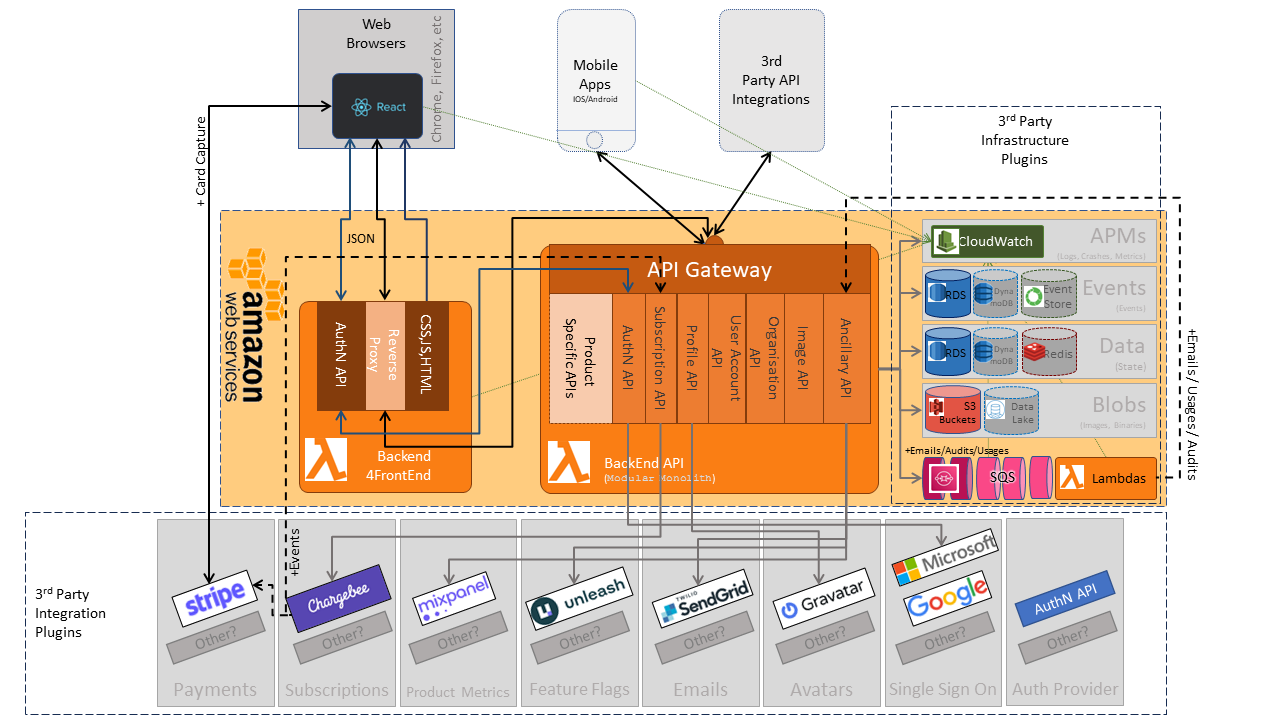 Web
Browsers
Chrome, Firefox, etc
React
Mobile
Apps
IOS/Android
3rd
Party API
Integrations
3rd Party
Infrastructure
Plugins
+ Card Capture
JSON
amazon
web services
API Gateway
CloudWatch
APMs
(Logs, Crashes, Metrics)
RDS
Dyna
moDB
Event
Store
Events
(Events)
RDS
Dyna
moDB
Redis
Data
(State)
S3
Buckets
Data
Lake
Blobs
(Images, Binaries)
+Emails/Audits/Usages
SQS
Lambdas
+Emails / Usages / Audits
AuthN API
Reverse
Proxy
CSS,JS,HTML
Backend
4FrontEnd
Product
Specific APIs
AuthN API
Subscription API
Profile API
User Account
API
Organisation
API
Image API
Ancillary API
BackEnd API
(Modular Monolith)
+Events
3rd Party
Integration
Plugins
stripe
Other?
Payments
Chargebee
Other?
Subscriptions
mixpanel
Other?
Product Metrics
unleash
Other?
Feature Flags
TWILIO
SendGrid
Other?
Emails
Gravatar
Other?
Avatars
Microsoft
Google
Other?
Single Sign On
AuthN API
Other?
Auth Provider